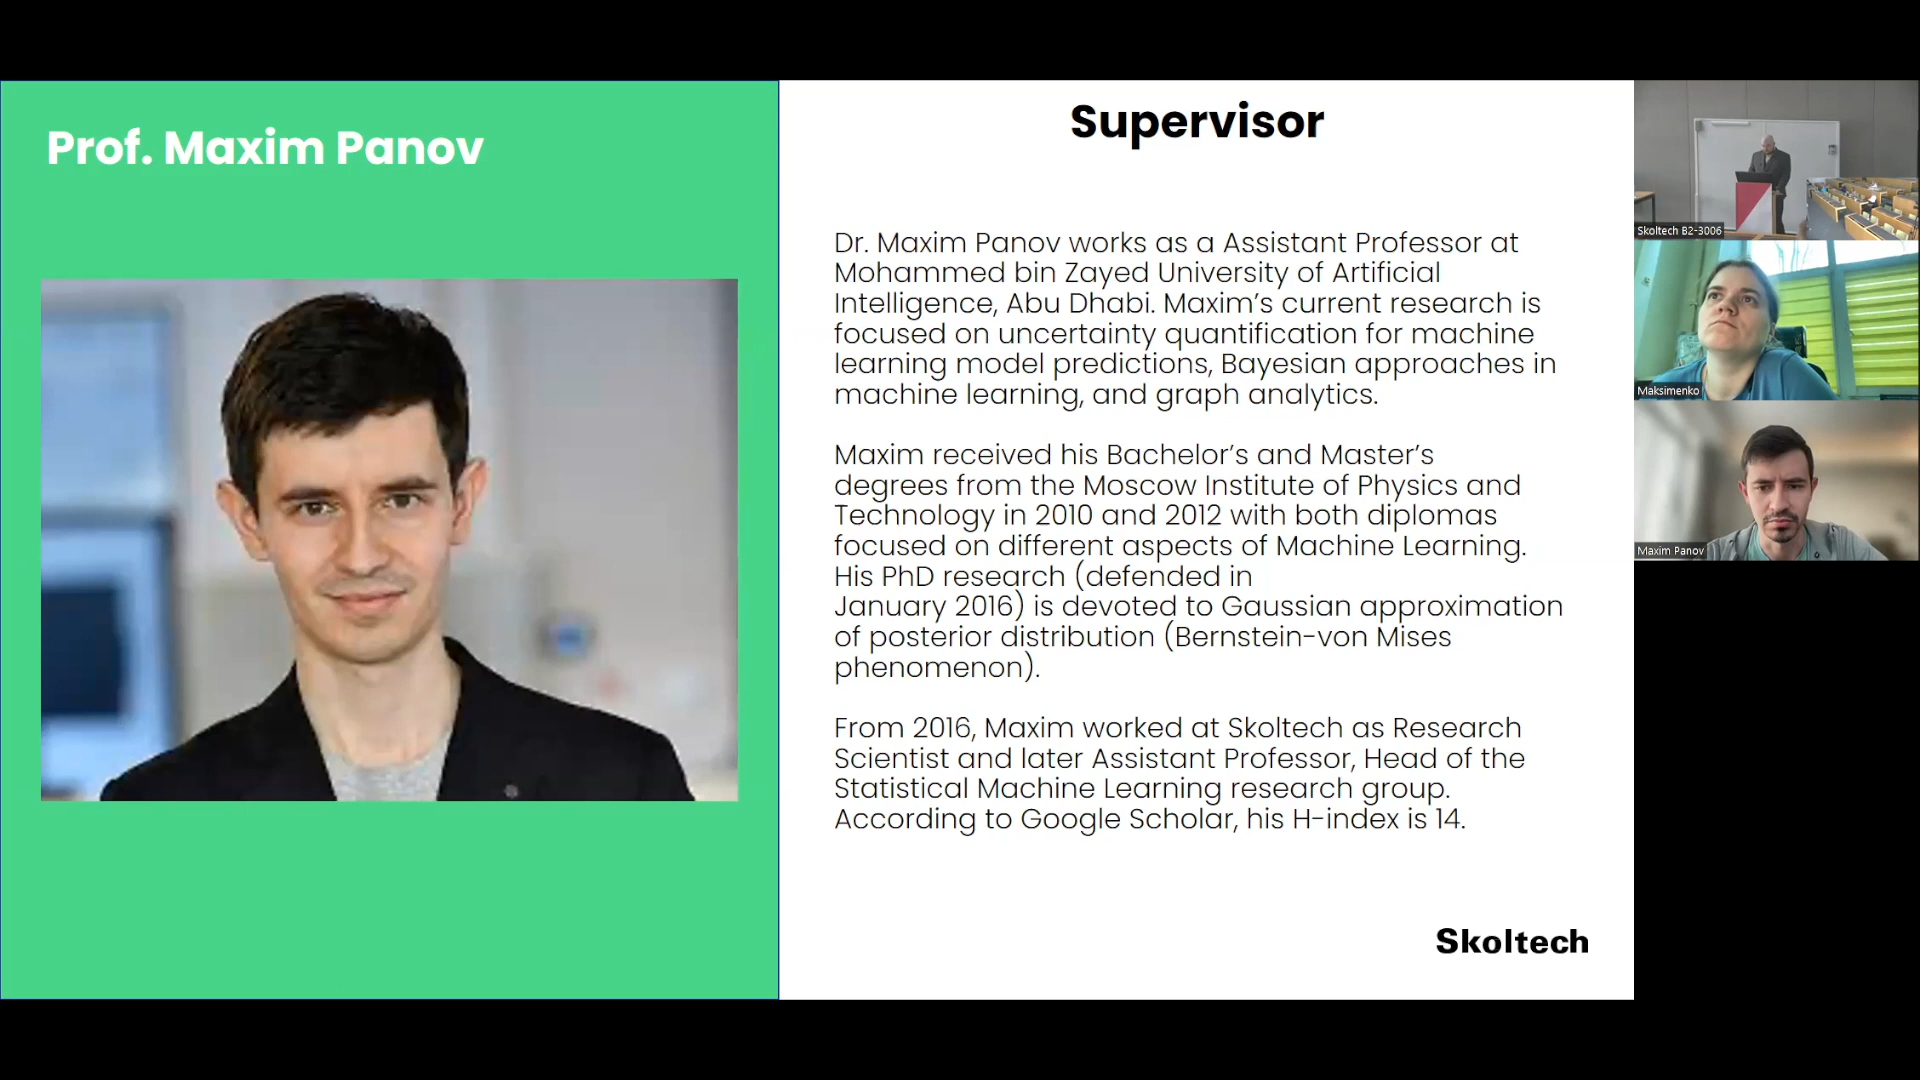 Prof. Maxim Panov
Supervisor
Dr. Maxim Panov works as a Assistant Professor at
Mohammed bin Zayed University of Artificial
Intelligence, Abu Dhabi. Maxim’s current research is
focused on uncertainty quantification for machine
learning model predictions, Bayesian approaches in
machine learning, and graph analytics.
Maxim received his Bachelor’s and Master’s
degrees from the Moscow Institute of Physics and
Technology in 2010 and 2012 with both diplomas
focused on different aspects of Machine Learning.
His PhD research (defended in
January 2016) is devoted to Gaussian approximation
of posterior distribution (Bernstein-von Mises
phenomenon).
From 2016, Maxim worked at Skoltech as Research
Scientist and later Assistant Professor, Head of the
Statistical Machine Learning research group.
According to Google Scholar, his H-index is 14.
Skoltech
Skoltech B2-3006
Maksimenko
Maxim Panov